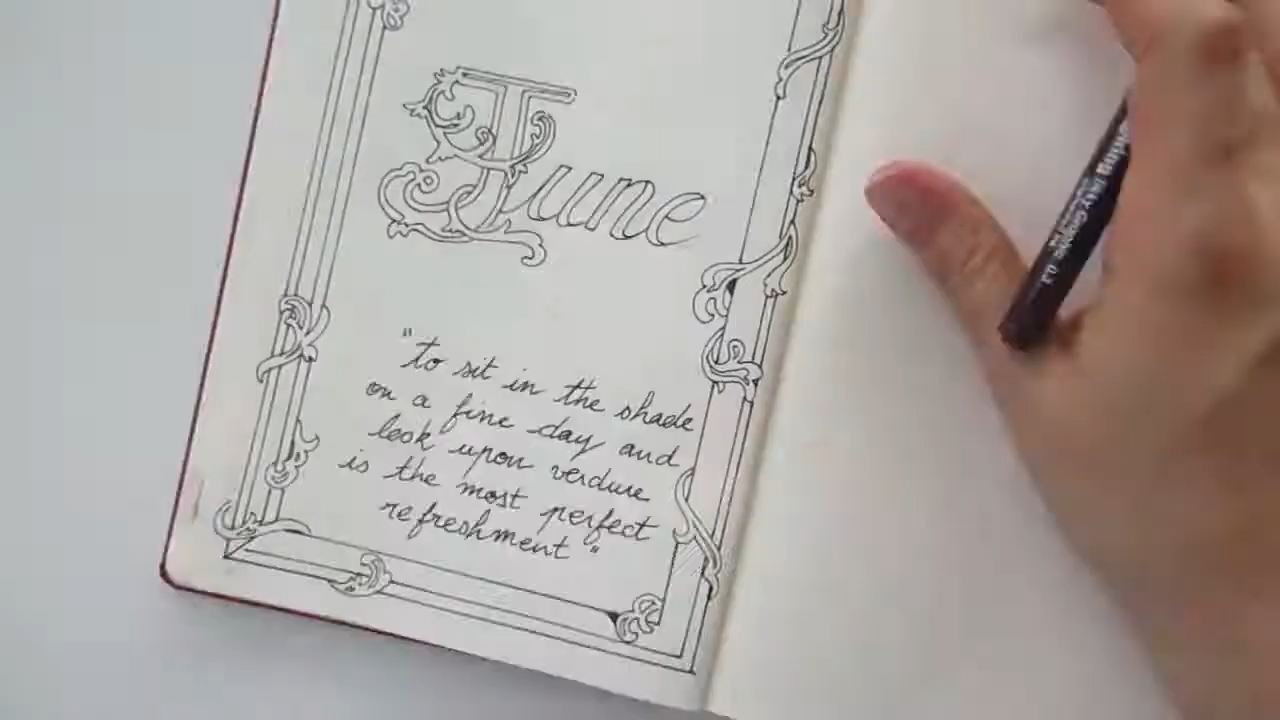 June
"to sit in the shade
on a fine day and
look upon verdure
is the most perfect
refreshment"